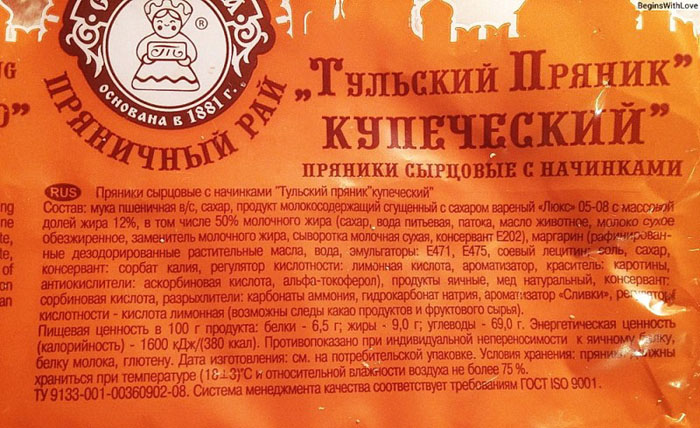 BeginsWithLove
ОСНОВАНА В 1881 г.
ПРЯНИЧНЫЙ РАЙ
„Тульский Пряник"
КУПЕЧЕСКИЙ"
ПРЯНИКИ СЫРЦОВЫЕ С НАЧИНКАМИ
RUS Пряники сырцовые с начинками "Тульский пряник"купеческий"
Состав: мука пшеничная в/с, сахар, продукт молокосодержащий сгущенный с сахаром вареный «Люкс» 05-08 с массовой
долей жира 12%, в том числе 50% молочного жира (сахар, вода питьевая, патока, масло животное, молоко сухое
обезжиренное, заменитель молочного жира, сыворотка молочная сухая, консервант Е202), маргарин (рафинирован-
ные дезодорированные растительные масла, вода, эмульгаторы: Е471, Е475, соевый лецитин, соль, сахар,
консервант: сорбат калия, регулятор кислотности: лимонная кислота, ароматизатор, краситель: каротины,
антиокислители: аскорбиновая кислота, альфа-токоферол), продукты яичные, мед натуральный, консервант:
сорбиновая кислота, разрыхлители: карбонаты аммония, гидрокарбонат натрия, ароматизатор «Сливки», регулятор
кислотности - кислота лимонная (возможны следы какао продуктов и фруктового сырья).
Пищевая ценность в 100 г продукта: белки - 6,5 г; жиры - 9,0 г; углеводы - 69,0 г. Энергетическая ценность
(калорийность) - 1600 кДж/(380 ккал). Противопоказано при индивидуальной непереносимости к яичному белку,
белку молока, глютену. Дата изготовления: см. на потребительской упаковке. Условия хранения: пряники должны
храниться при температуре (18±3)°С и относительной влажности воздуха не более 75 %.
ТУ 9133-001-00360902-08. Система менеджмента качества соответствует требованиям ГОСТ ISO 9001.